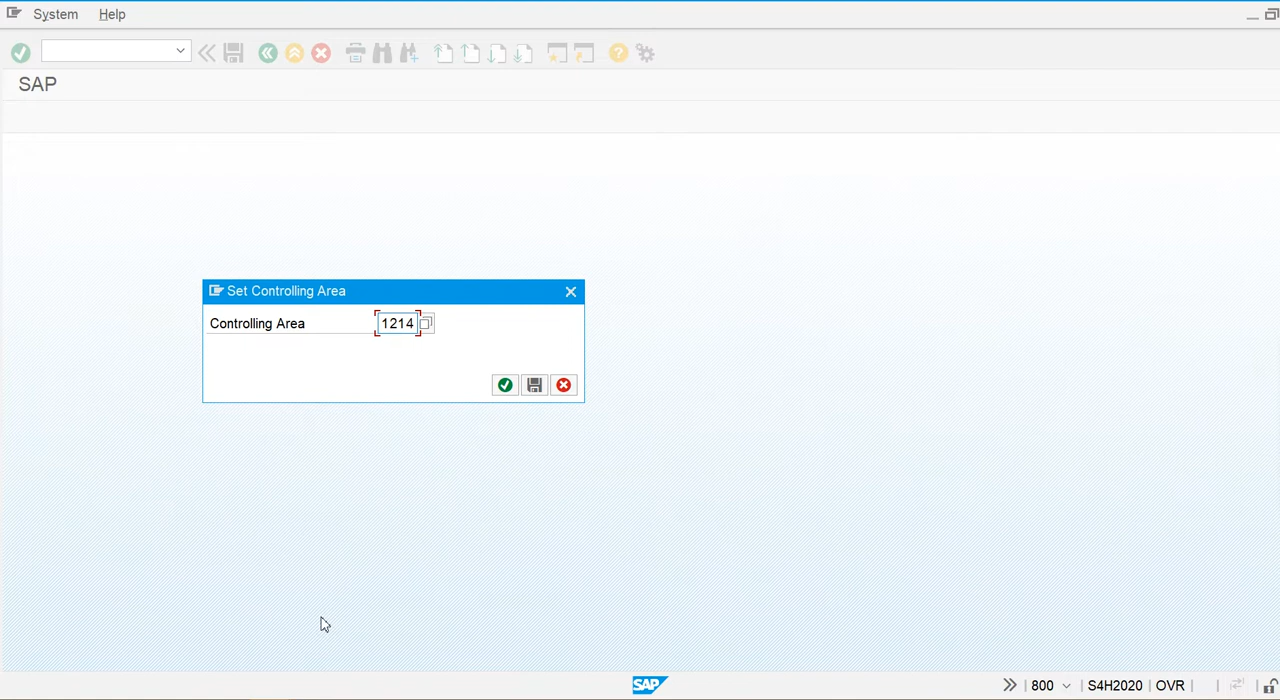 System Help
SAP
Set Controlling Area
Controlling Area 1214
SAP 800 S4H2020 OVR